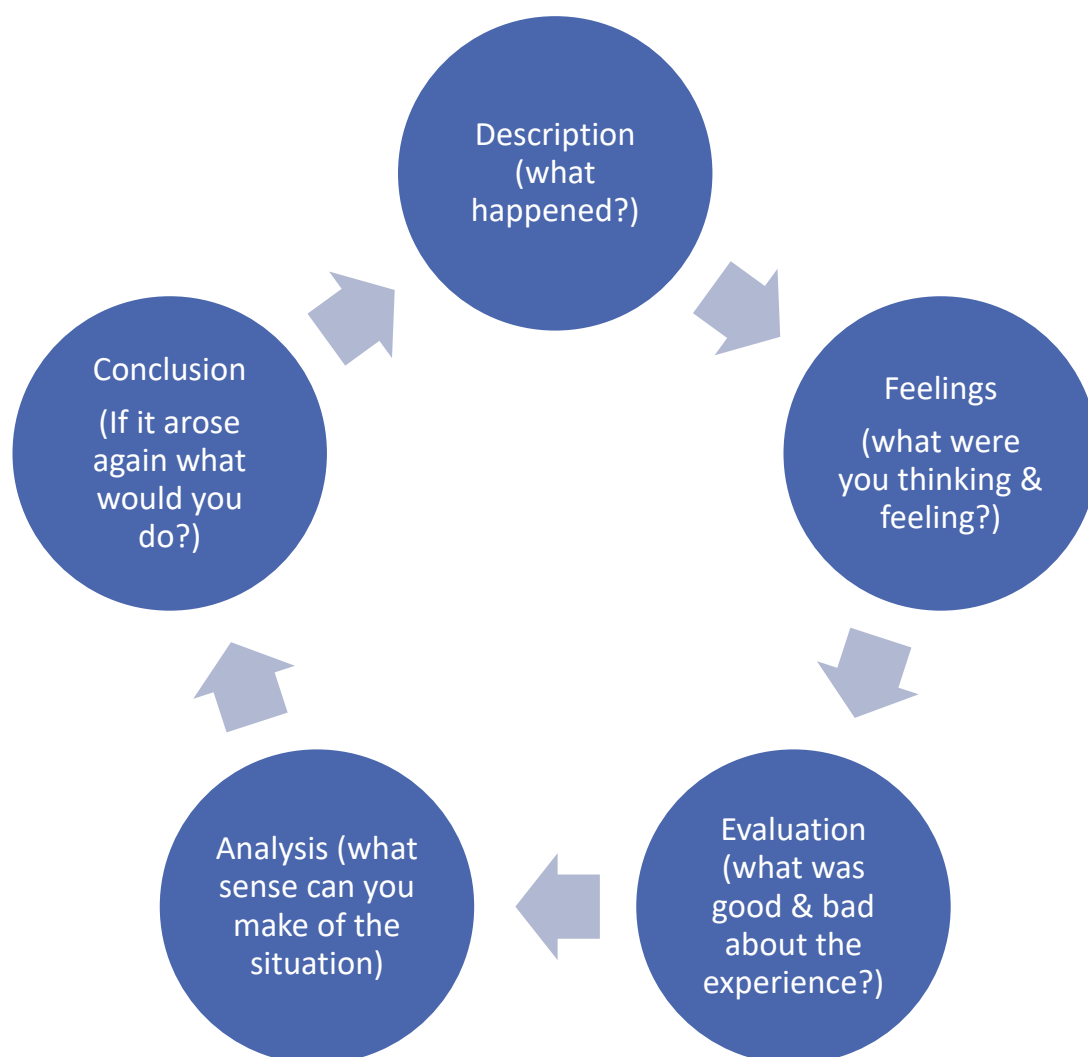 Description
(what
happened?)
Feelings
(what were
you thinking &
feeling?)
Evaluation
(what was
good & bad
about the
experience?)
Analysis (what
sense can you
make of the
situation)
Conclusion
(If it arose
again what
would you
do?)